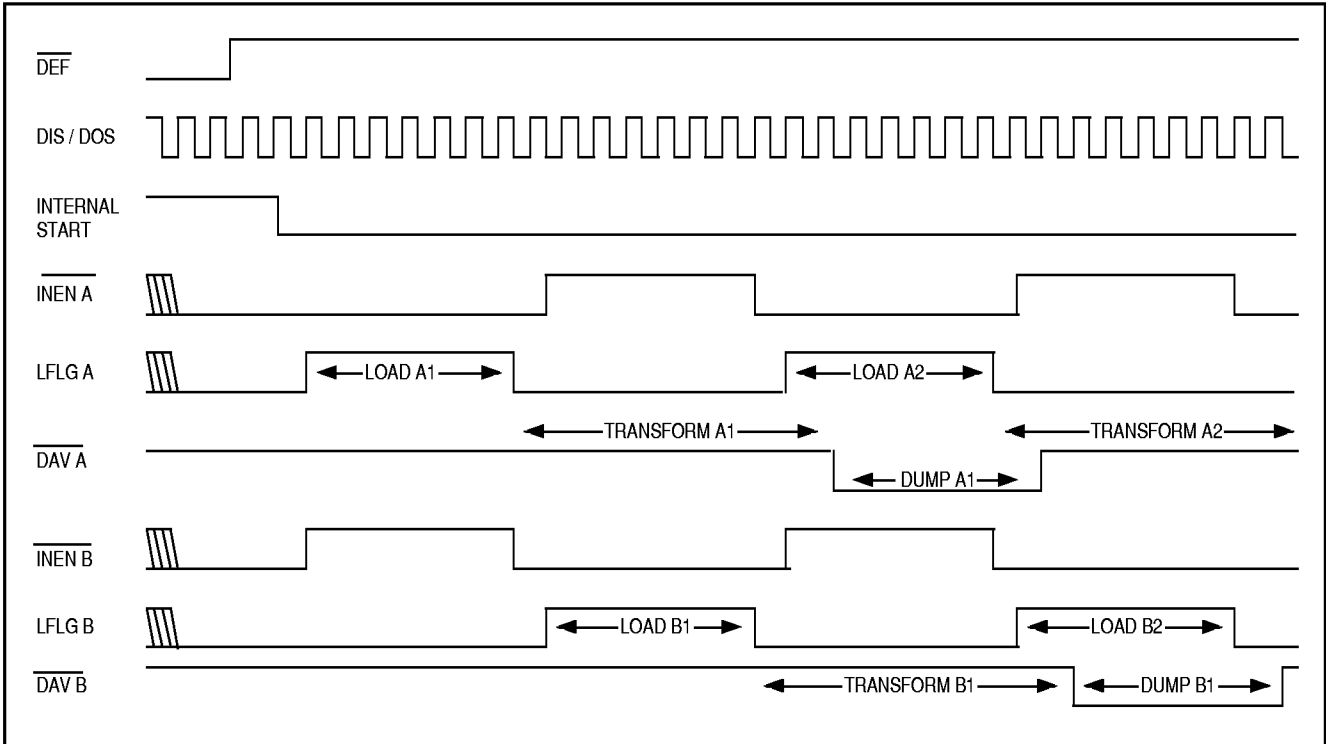 DEF
DIS / DOS
INTERNAL
START
INEN A
LFLG A
LOAD A1
LOAD A2
TRANSFORM A1
TRANSFORM A2
DAV A
DUMP A1
INEN B
LFLG B
LOAD B1
LOAD B2
DAV B
TRANSFORM B1
DUMP B1